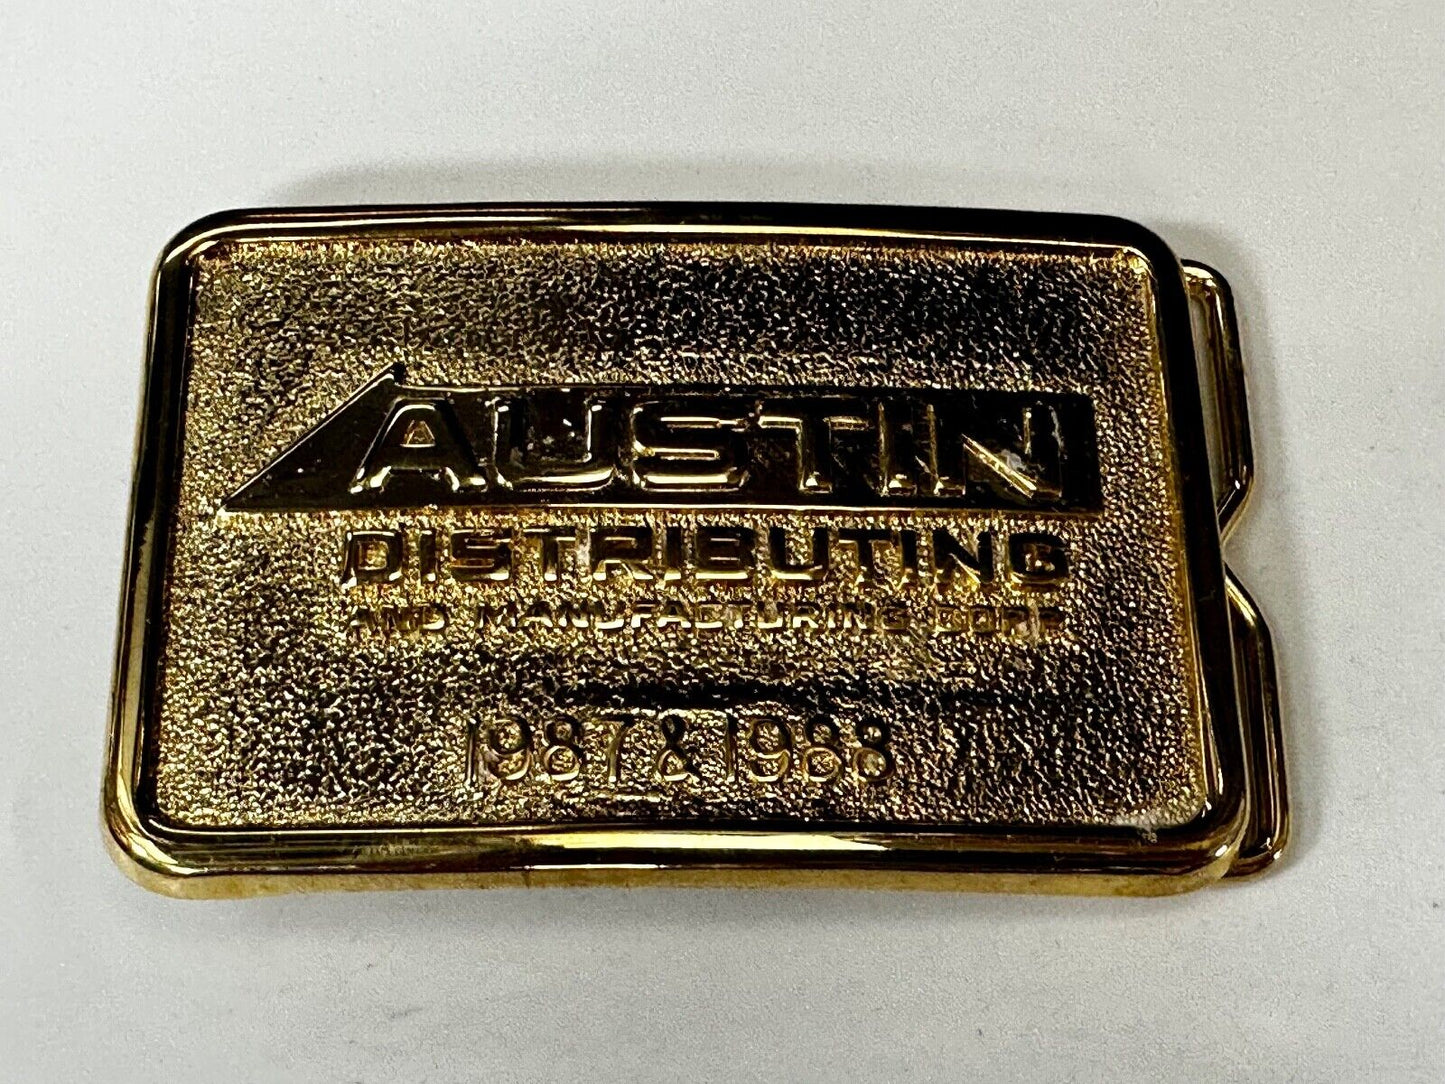 AUSTIN
DISTRIBUTING
AND MANUFACTURING CORP
1987 & 1988